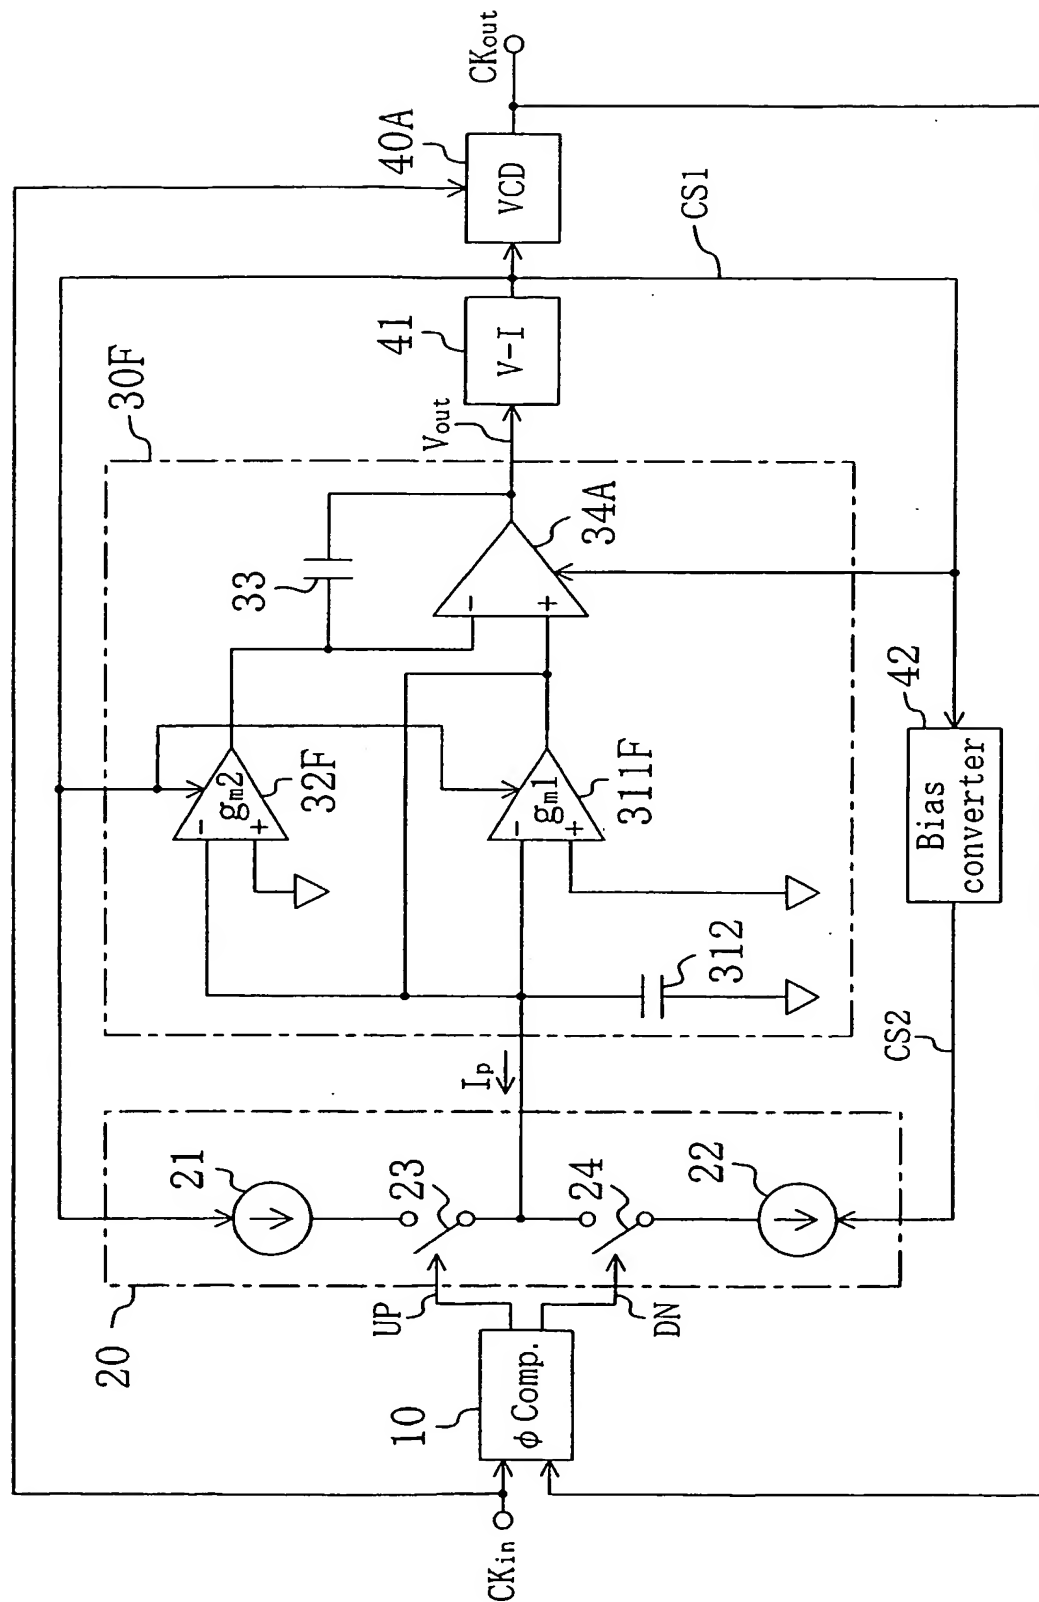 CKin
10
ϕ Comp.
UP
DN
20
21
23
24
22
Ip
CS2
30F
312
-
+
gm2
32F
-
+
gm1
311F
33
-
+
34A
Vout
41
V-I
42
Bias
converter
40A
VCD
CS1
CKout